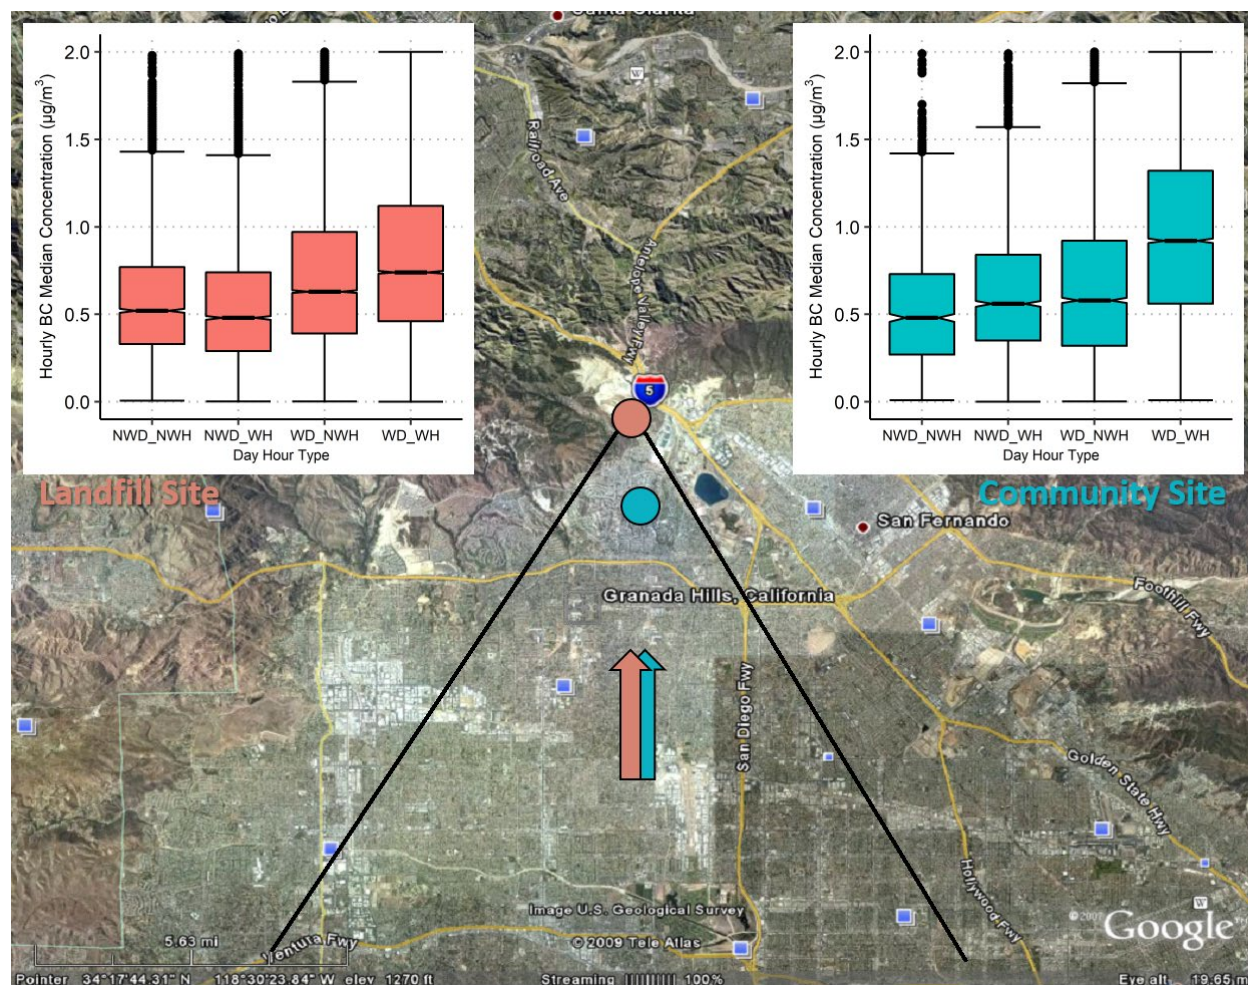 Santa Clarita
2.0
1.5
1.0
0.5
0.0
Hourly BC Median Concentration (µg/m³)
NWD_NWH NWD_WH WD_NWH WD_WH
Day Hour Type
Landfill Site
2.0
1.5
1.0
0.5
0.0
Hourly BC Median Concentration (µg/m³)
NWD_NWH NWD_WH WD_NWH WD_WH
Day Hour Type
Community Site
W
Railroad Ave
Antelope Valley Fwy
5
San Fernando
Granada Hills, California
Foothill Fwy
San Diego Fwy
Golden State Hwy
Hollywood Fwy
W
Image U.S. Geological Survey
© 2009 Tele Atlas
Google
5.63 mi
Ventura Fwy
Pointer 34°17'44.31" N 118°30'23.84" W elev 1270 ft
Streaming 100%
Eye alt 19.65 m